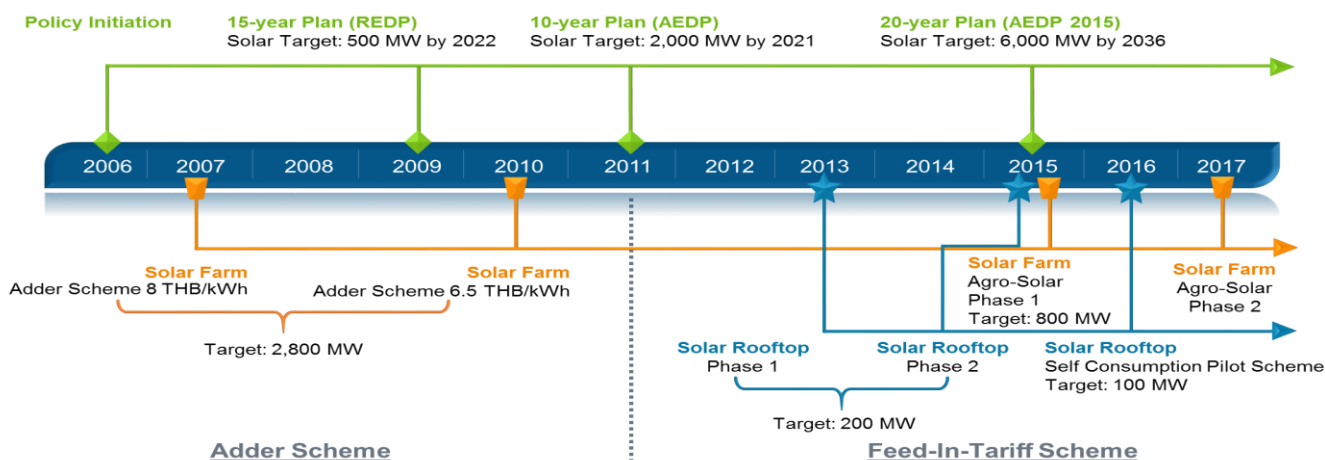 Policy Initiation
15-year Plan (REDP)
Solar Target: 500 MW by 2022
10-year Plan (AEDP)
Solar Target: 2,000 MW by 2021
20-year Plan (AEDP 2015)
Solar Target: 6,000 MW by 2036
2006 2007 2008 2009 2010 2011 2012 2013 2014 2015 2016 2017
Solar Farm
Adder Scheme 8 THB/kWh
Solar Farm
Adder Scheme 6.5 THB/kWh
Target: 2,800 MW
Solar Farm
Agro-Solar
Phase 1
Target: 800 MW
Solar Farm
Agro-Solar
Phase 2
Solar Rooftop
Phase 1
Solar Rooftop
Phase 2
Target: 200 MW
Solar Rooftop
Self Consumption Pilot Scheme
Target: 100 MW
Adder Scheme
Feed-In-Tariff Scheme